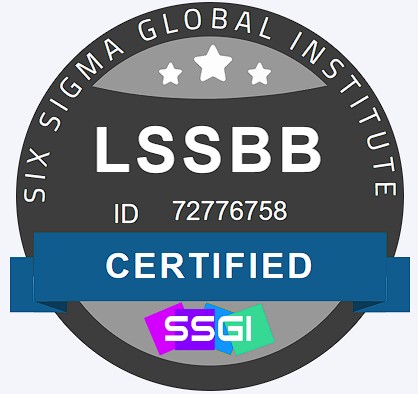 SIX SIGMA GLOBAL INSTITUTE
LSSBB
ID 72776758
CERTIFIED
SSGI